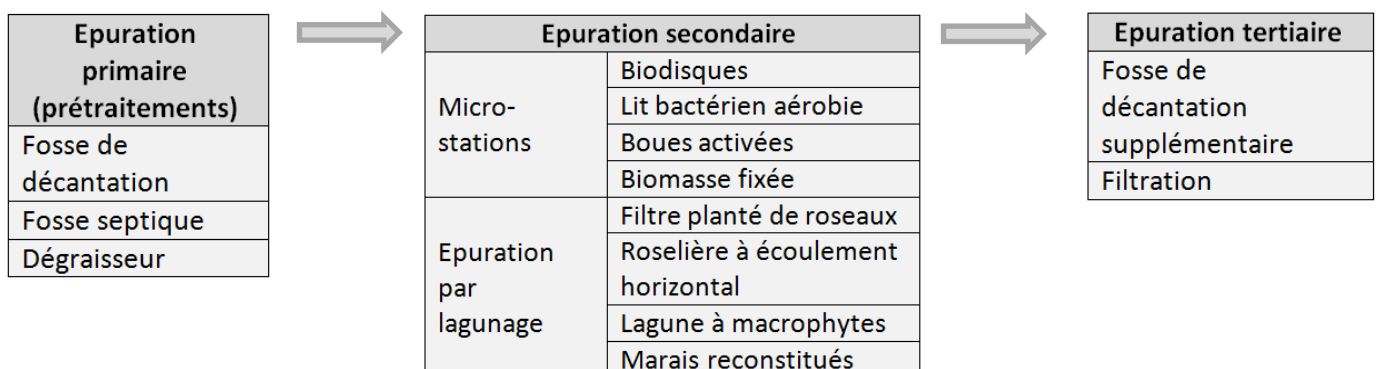 Epuration
primaire
(prétraitements)
Fosse de
décantation
Fosse septique
Dégraisseur
Epuration secondaire
Micro-
stations
Biodisques
Lit bactérien aérobie
Boues activées
Biomasse fixée
Epuration
par
lagunage
Filtre planté de roseaux
Roselière à écoulement
horizontal
Lagune à macrophytes
Marais reconstitués
Epuration tertiaire
Fosse de
décantation
supplémentaire
Filtration